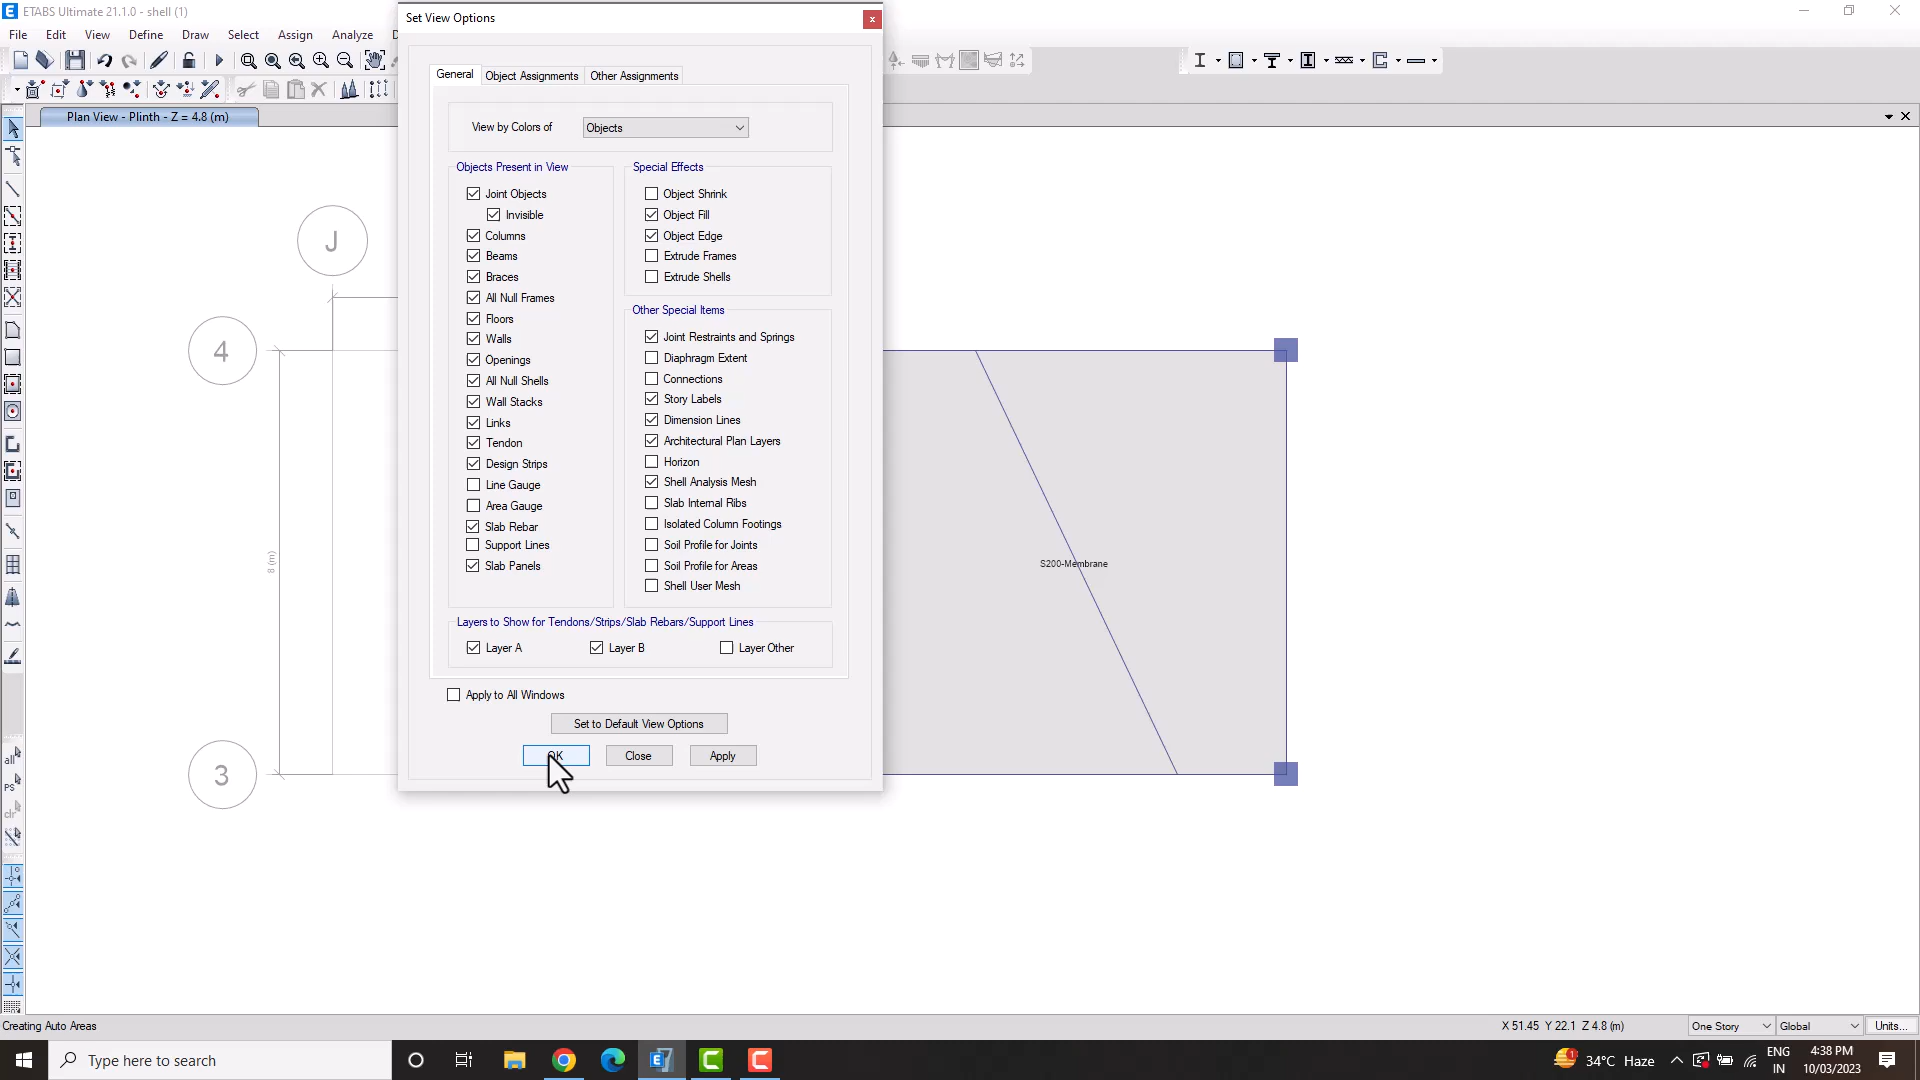 ETABS Ultimate 21.1.0 - shell (1)
File Edit View Define Draw Select Assign Analyze
Plan View - Plinth - Z = 4.8 (m)
Set View Options
General Object Assignments Other Assignments
View by Colors of Objects
Objects Present in View
Joint Objects
Invisible
Columns
Beams
Braces
All Null Frames
Floors
Walls
Openings
All Null Shells
Wall Stacks
Links
Tendon
Design Strips
Line Gauge
Area Gauge
Slab Rebar
Support Lines
Slab Panels
Special Effects
Object Shrink
Object Fill
Object Edge
Extrude Frames
Extrude Shells
Other Special Items
Joint Restraints and Springs
Diaphragm Extent
Connections
Story Labels
Dimension Lines
Architectural Plan Layers
Horizon
Shell Analysis Mesh
Slab Internal Ribs
Isolated Column Footings
Soil Profile for Joints
Soil Profile for Areas
Shell User Mesh
Layers to Show for Tendons/Strips/Slab Rebars/Support Lines
Layer A Layer B Layer Other
Apply to All Windows
Set to Default View Options
OK Close Apply
J
4
8 (m)
3
S200-Membrane
all
PS
clr
Creating Auto Areas
X 51.45 Y 22.1 Z 4.8 (m)
One Story
Global
Units...
Type here to search
34°C Haze
ENG
IN
4:38 PM
10/03/2023